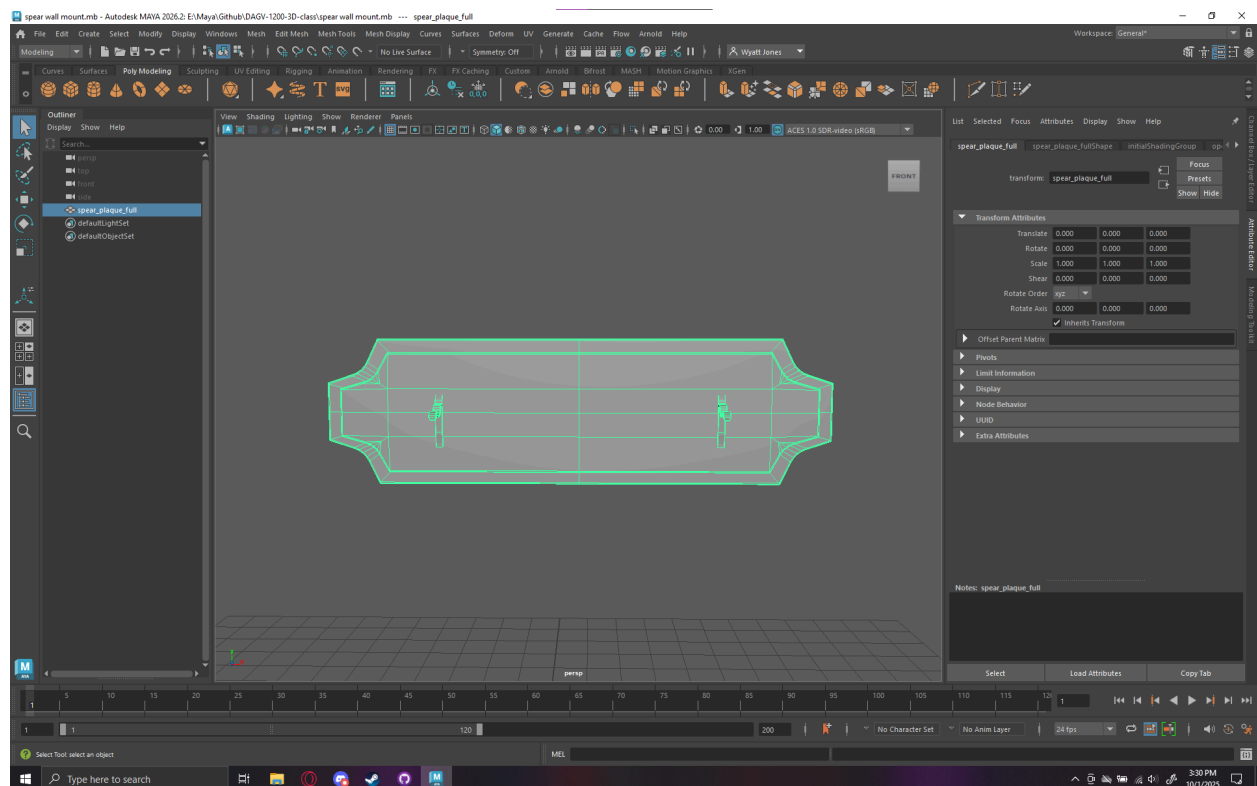 spear wall mount.mb - Autodesk MAYA 2026.2: E:\Maya\Github\DAGV-1200-3D-class\spear wall mount.mb --- spear_plaque_full
File Edit Create Select Modify Display Windows Mesh Edit Mesh Mesh Tools Mesh Display Curves Surfaces Deform UV Generate Cache Flow Arnold Help Workspace: General*
Modeling No Live Surface Symmetry: Off Wyatt Jones
Curves Surfaces Poly Modeling Sculpting UV Editing Rigging Animation Rendering FX FX Caching Custom Arnold Bifrost MASH Motion Graphics XGen
SVG
0,0,0
Outliner
Display Show Help
Search...
persp
top
front
side
spear_plaque_full
defaultLightSet
defaultObjectSet
View Shading Lighting Show Renderer Panels
0.00 1.00 ACES 1.0 SDR-video (sRGB)
FRONT
persp
List Selected Focus Attributes Display Show Help
spear_plaque_full spear_plaque_fullShape initialShadingGroup op
transform: spear_plaque_full
Focus
Presets
Show Hide
Transform Attributes
Translate 0.000 0.000 0.000
Rotate 0.000 0.000 0.000
Scale 1.000 1.000 1.000
Shear 0.000 0.000 0.000
Rotate Order xyz
Rotate Axis 0.000 0.000 0.000
Inherits Transform
Offset Parent Matrix
Pivots
Limit Information
Display
Node Behavior
UUID
Extra Attributes
Notes: spear_plaque_full
Select Load Attributes Copy Tab
Channel Box / Layer Editor
Attribute Editor
Modeling Toolkit
5 10 15 20 25 30 35 40 45 50 55 60 65 70 75 80 85 90 95 100 105 110 115 12
1 1
1 1 120 200 No Character Set No Anim Layer 24 fps
Select Tool: select an object MEL
Type here to search
3:30 PM
10/1/2025